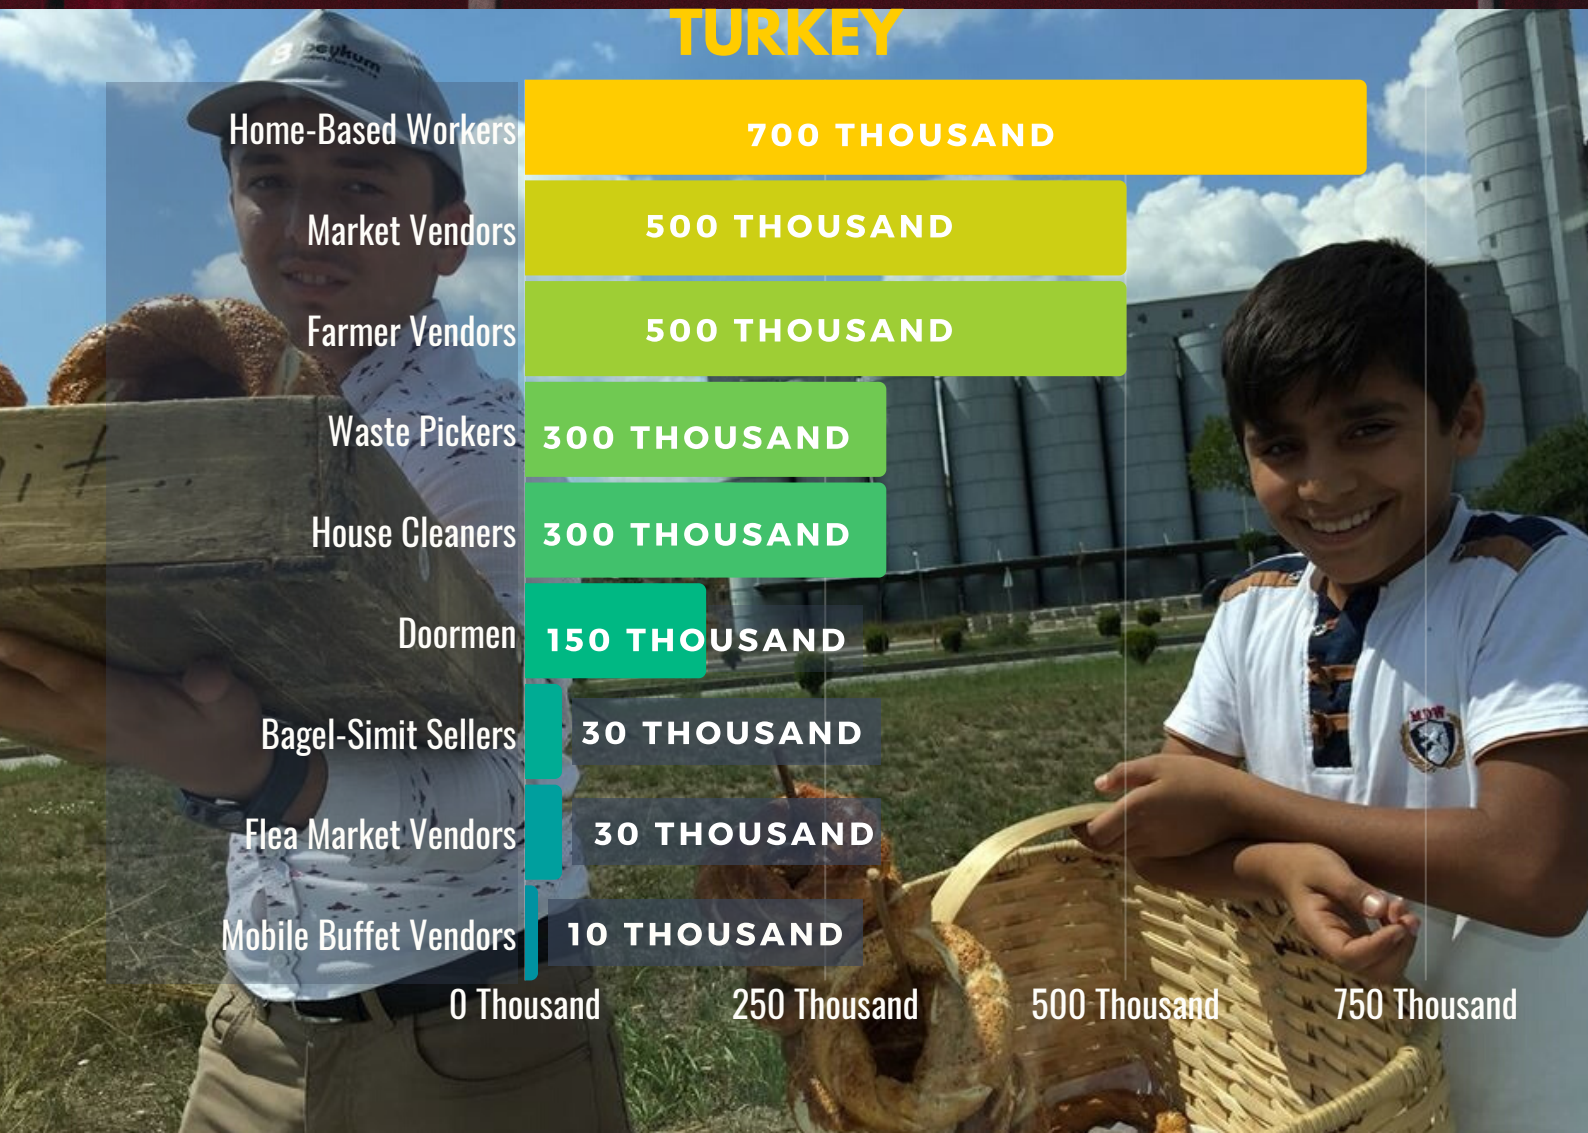 TURKEY
beykum
Home-Based Workers 700 THOUSAND
Market Vendors 500 THOUSAND
Farmer Vendors 500 THOUSAND
Waste Pickers 300 THOUSAND
House Cleaners 300 THOUSAND
Doormen 150 THOUSAND
Bagel-Simit Sellers 30 THOUSAND
Flea Market Vendors 30 THOUSAND
Mobile Buffet Vendors 10 THOUSAND
0 Thousand 250 Thousand 500 Thousand 750 Thousand
MDW